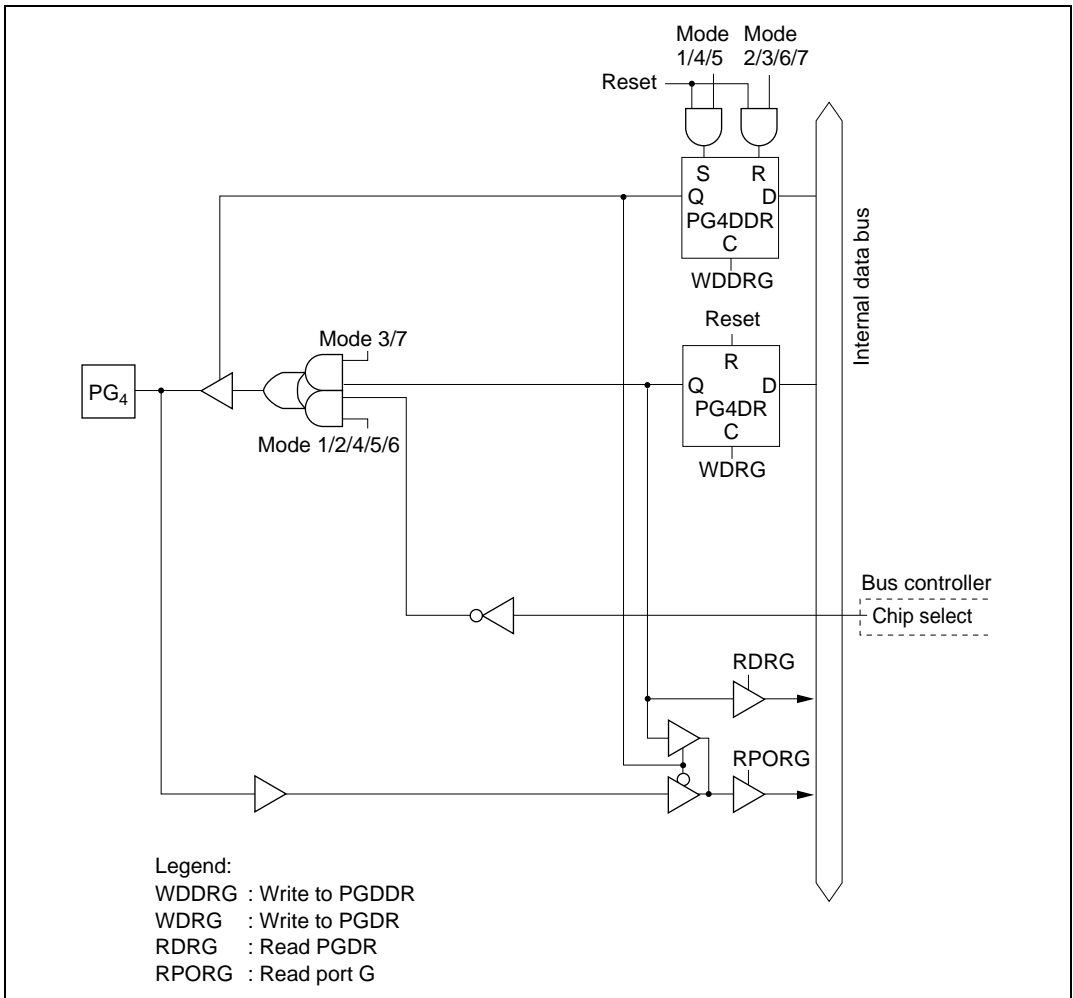 Mode Mode
1/4/5 2/3/6/7
Reset
S R
Q D
PG4DDR
C
WDDRG
Internal data bus
Reset
Mode 3/7
R
PG₄
Q D
PG4DR
C
Mode 1/2/4/5/6
WDRG
Bus controller
Chip select
RDRG
RPORG
Legend:
WDDRG : Write to PGDDR
WDRG : Write to PGDR
RDRG : Read PGDR
RPORG : Read port G